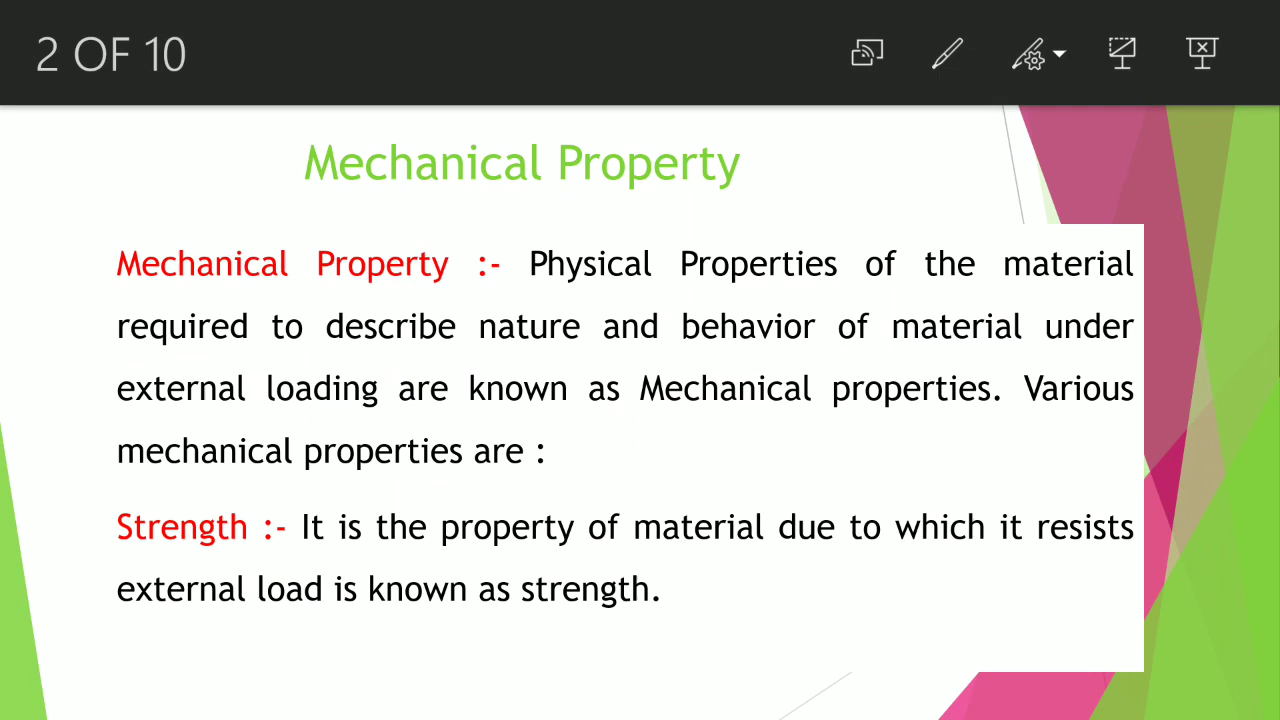 2 OF 10
Mechanical Property
Mechanical Property :- Physical Properties of the material
required to describe nature and behavior of material under
external loading are known as Mechanical properties. Various
mechanical properties are :
Strength :- It is the property of material due to which it resists
external load is known as strength.